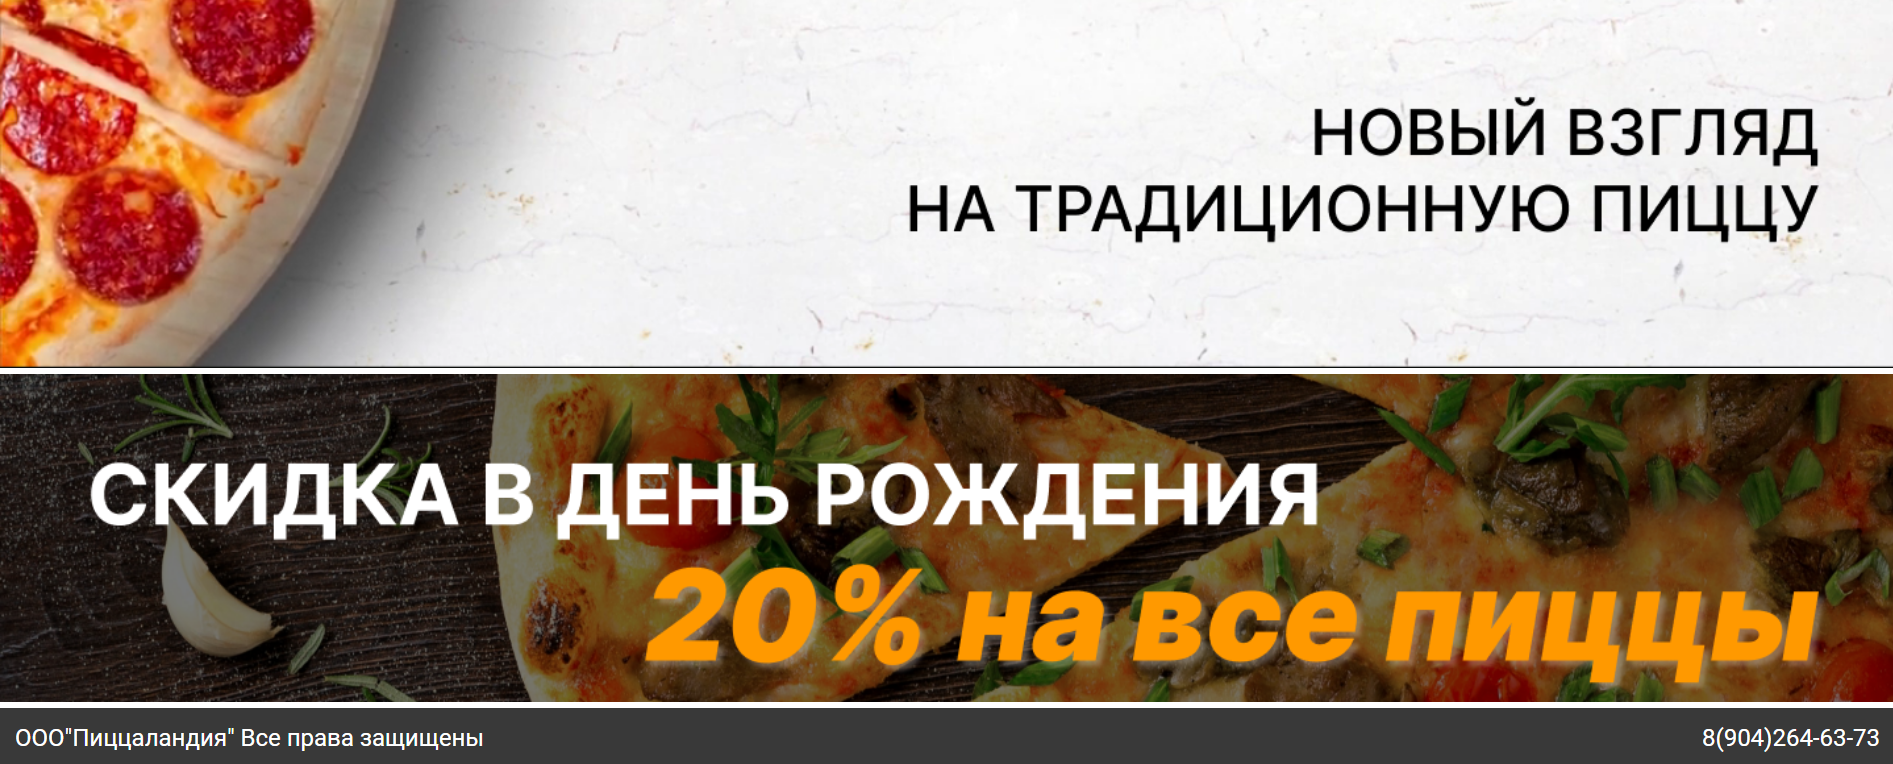 НОВЫЙ ВЗГЛЯД
НА ТРАДИЦИОННУЮ ПИЦЦУ
СКИДКА В ДЕНЬ РОЖДЕНИЯ
20% на все пиццы
ООО"Пиццаландия" Все права защищены
8(904)264-63-73